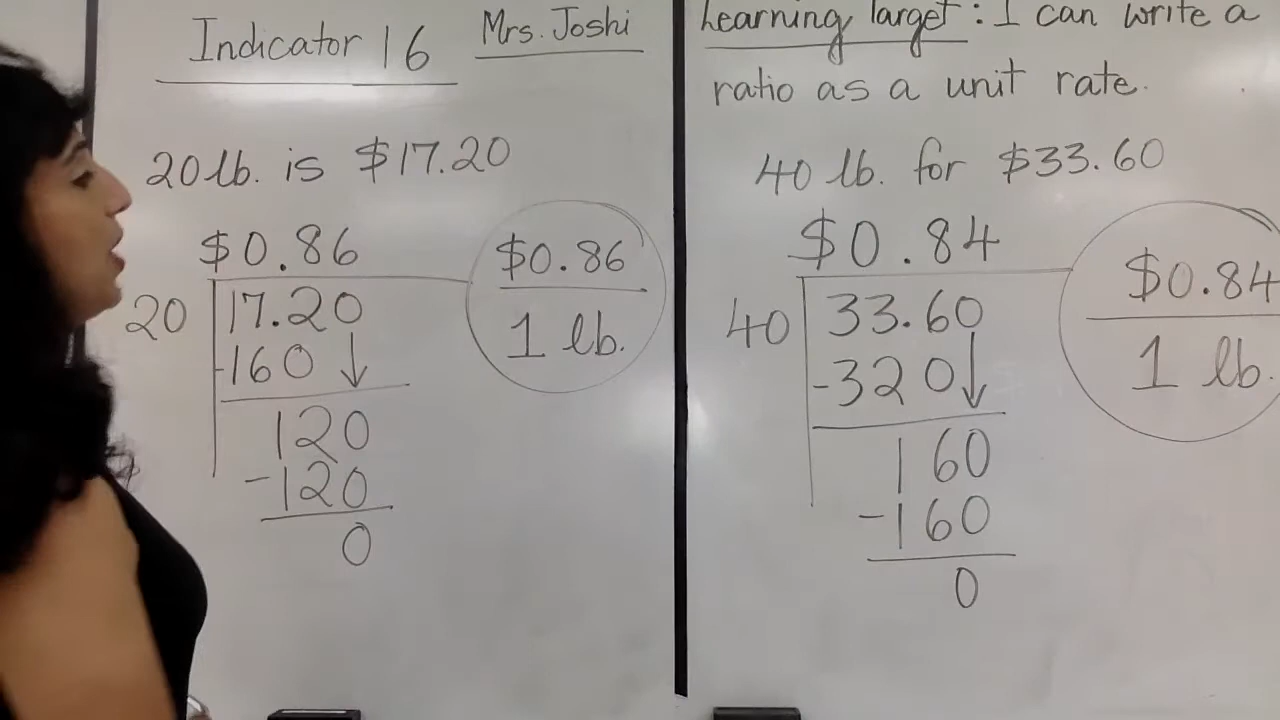 Indicator 16
Mrs. Joshi
20 lb. is $17.20
$0.86
20
17.20
-160
120
-120
0
$0.86
1 lb.
Learning Target: I can write a
ratio as a unit rate.
40 lb. for $33.60
$0.84
40
33.60
-320
160
-160
0
$0.84
1 lb.